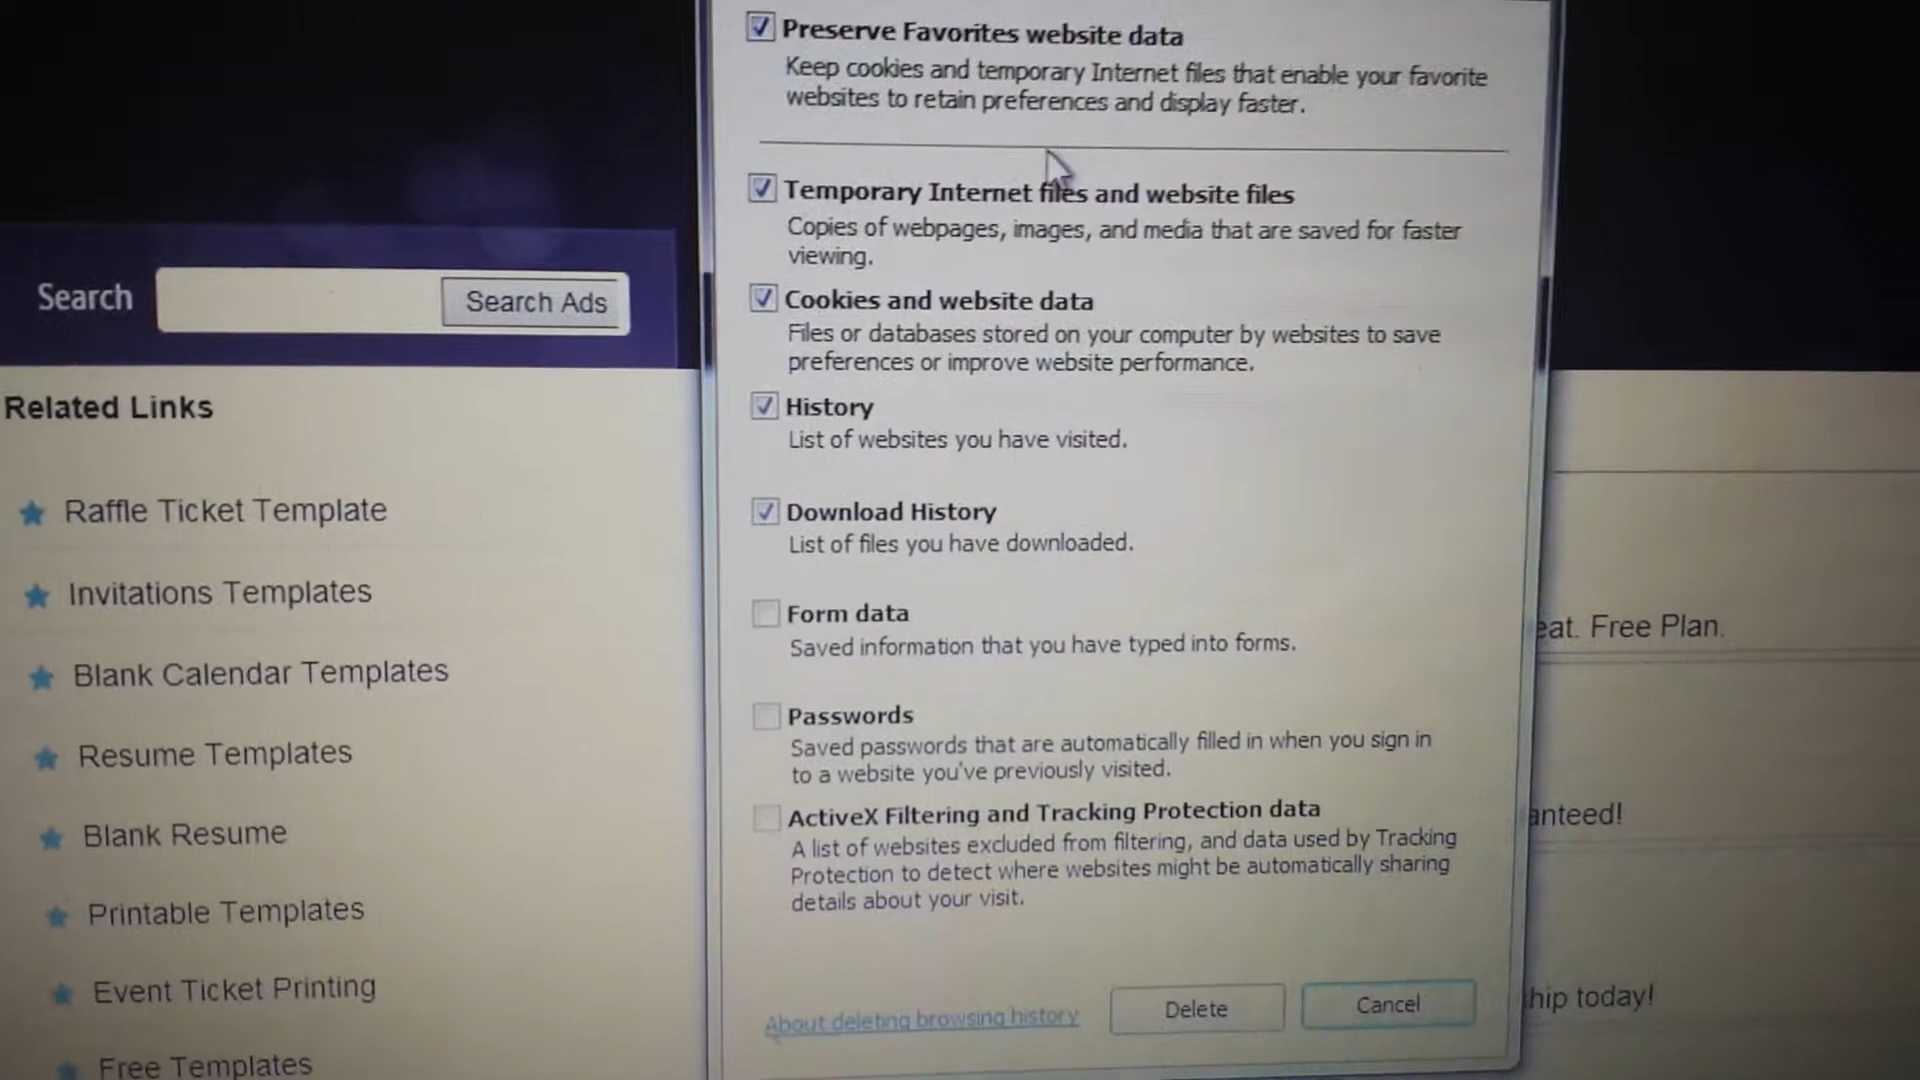 Preserve Favorites website data
Keep cookies and temporary Internet files that enable your favorite
websites to retain preferences and display faster.
Temporary Internet files and website files
Copies of webpages, images, and media that are saved for faster
viewing.
Cookies and website data
Files or databases stored on your computer by websites to save
preferences or improve website performance.
History
List of websites you have visited.
Download History
List of files you have downloaded.
Form data
Saved information that you have typed into forms.
Passwords
Saved passwords that are automatically filled in when you sign in
to a website you've previously visited.
ActiveX Filtering and Tracking Protection data
A list of websites excluded from filtering, and data used by Tracking
Protection to detect where websites might be automatically sharing
details about your visit.
About deleting browsing history
Delete
Cancel
Search
Search Ads
Related Links
Raffle Ticket Template
Invitations Templates
Blank Calendar Templates
Resume Templates
Blank Resume
Printable Templates
Event Ticket Printing
Free Templates
eat. Free Plan.
anteed!
hip today!